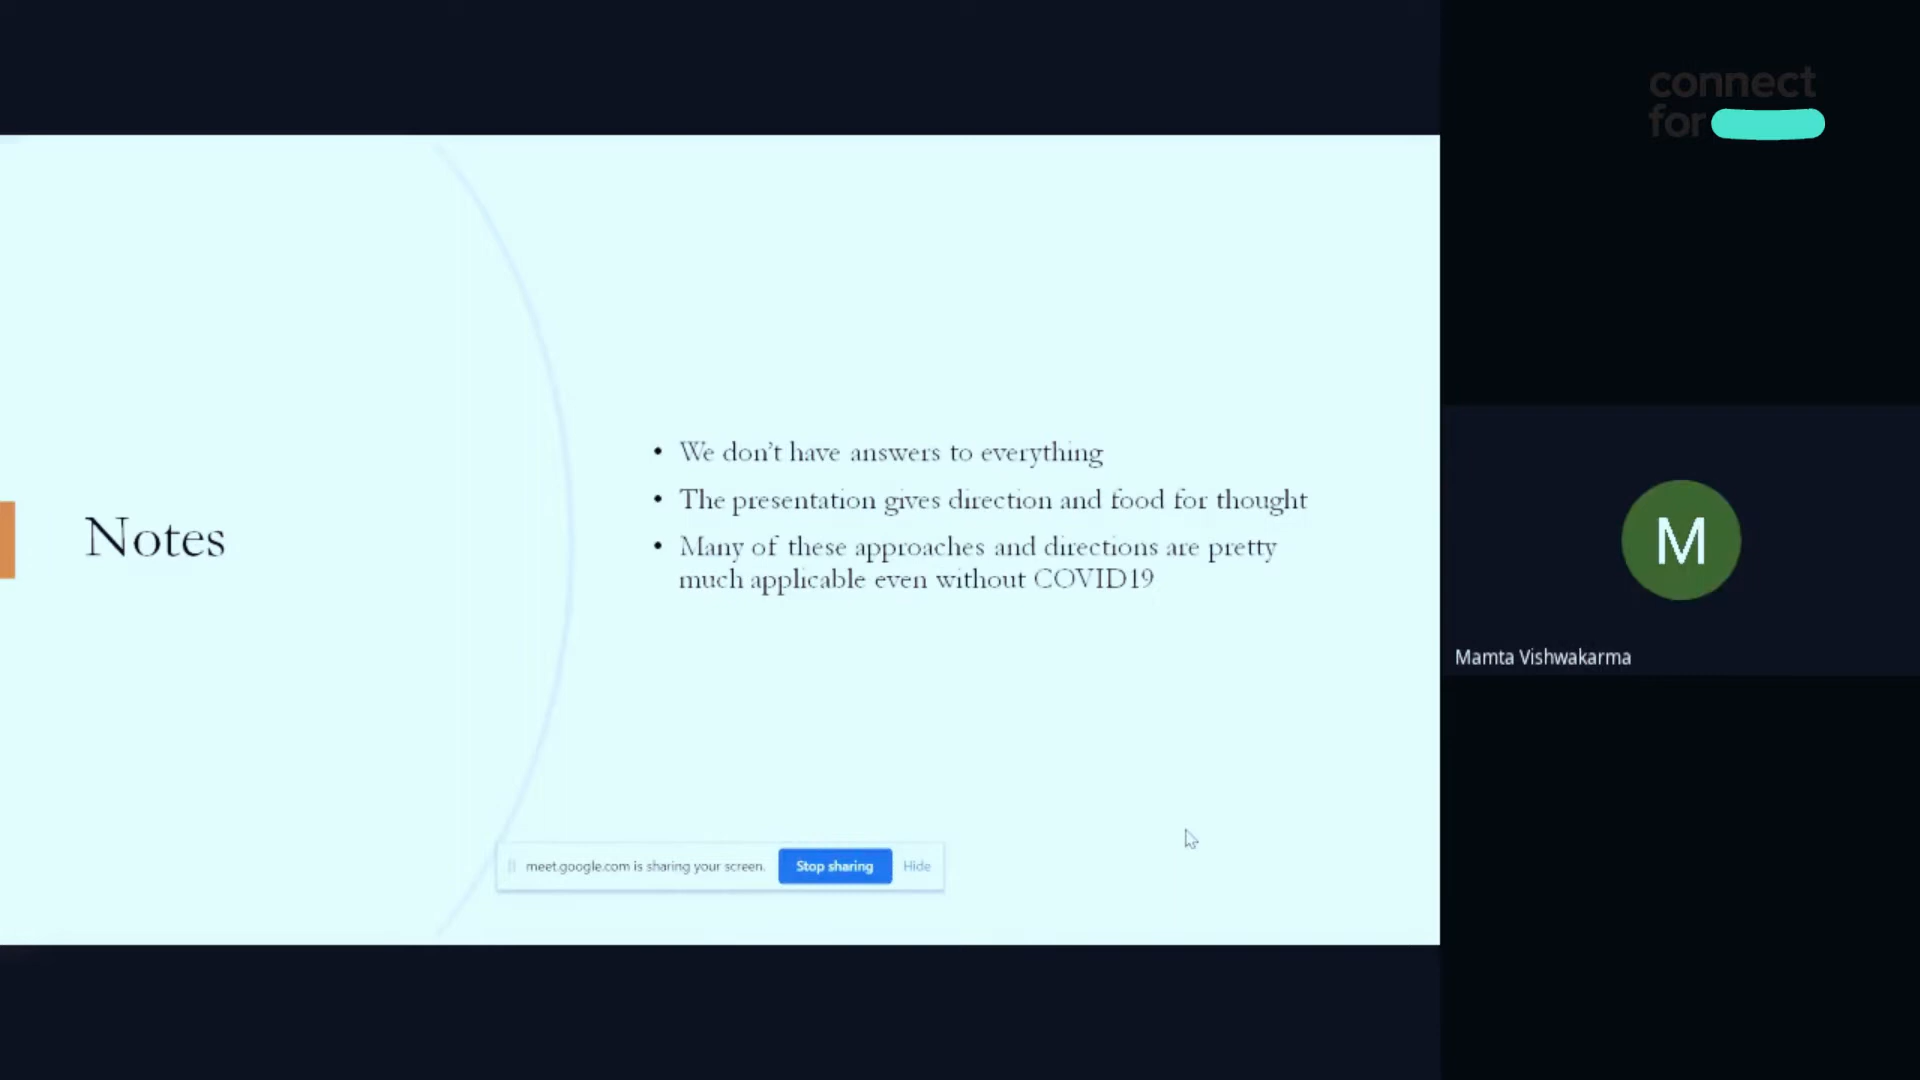 connect
for
Notes
• We don't have answers to everything
• The presentation gives direction and food for thought
• Many of these approaches and directions are pretty
much applicable even without COVID19
M
Mamta Vishwakarma
meet.google.com is sharing your screen.
Stop sharing
Hide